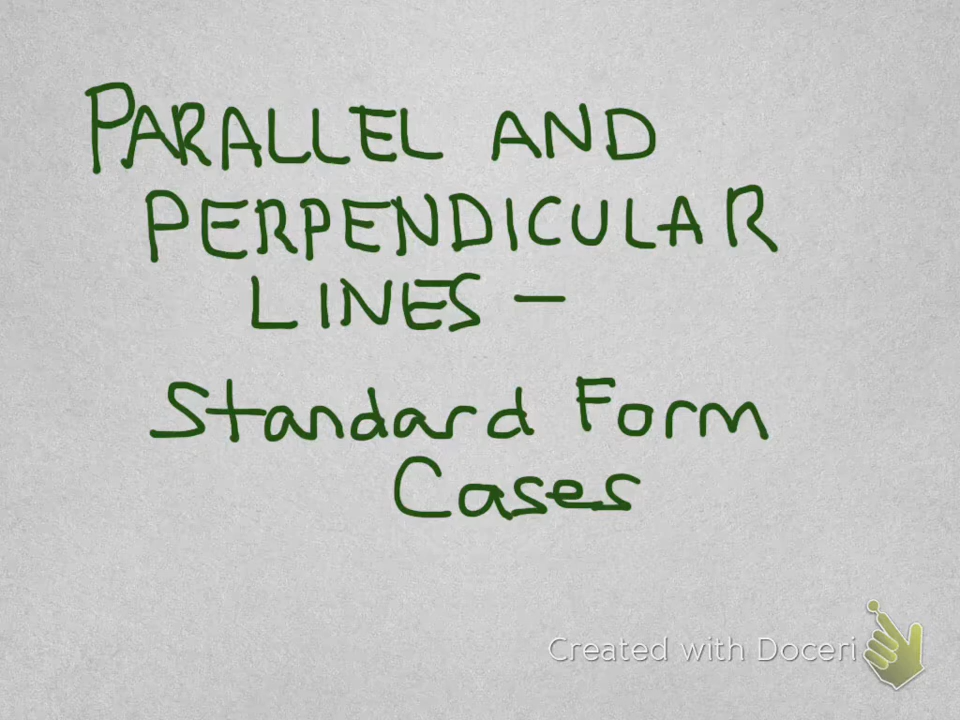 PARALLEL AND
PERPENDICULAR
LINES –
Standard Form
Cases
Created with Doceri